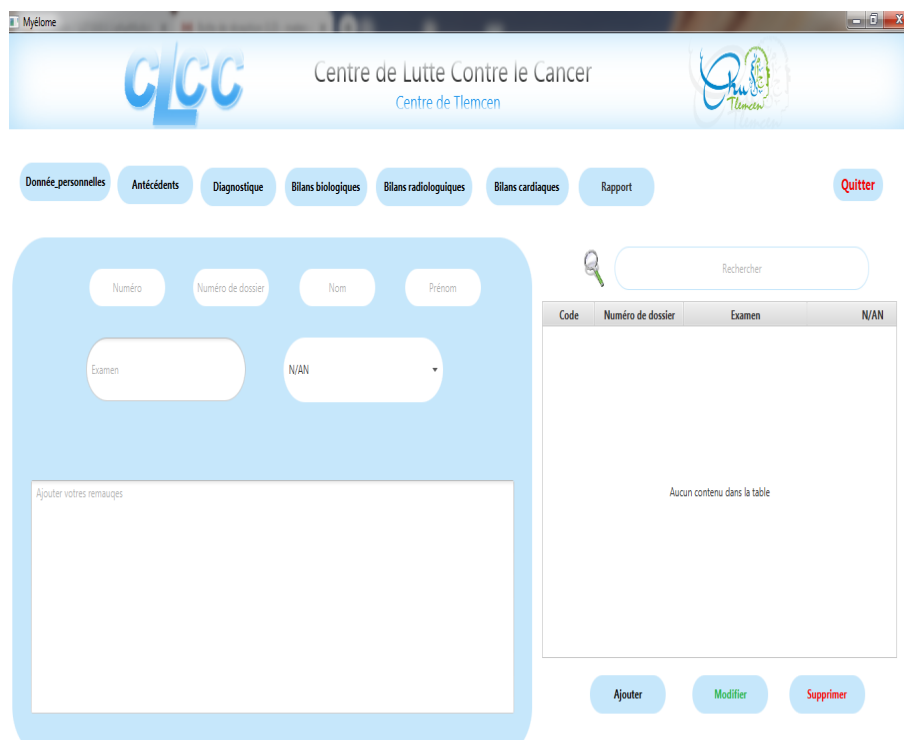 Myélome
CLCC
Centre de Lutte Contre le Cancer
Centre de Tlemcen
Chu
Tlemcen
Donnée_personnelles
Antécédents
Diagnostique
Bilans biologiques
Bilans radiologuiques
Bilans cardiaques
Rapport
Quitter
Numéro
Numéro de dossier
Nom
Prénom
Rechercher
Code Numéro de dossier Examen N/AN
Examen
N/AN
Aucun contenu dans la table
Ajouter votres remauqes
Ajouter
Modifier
Supprimer